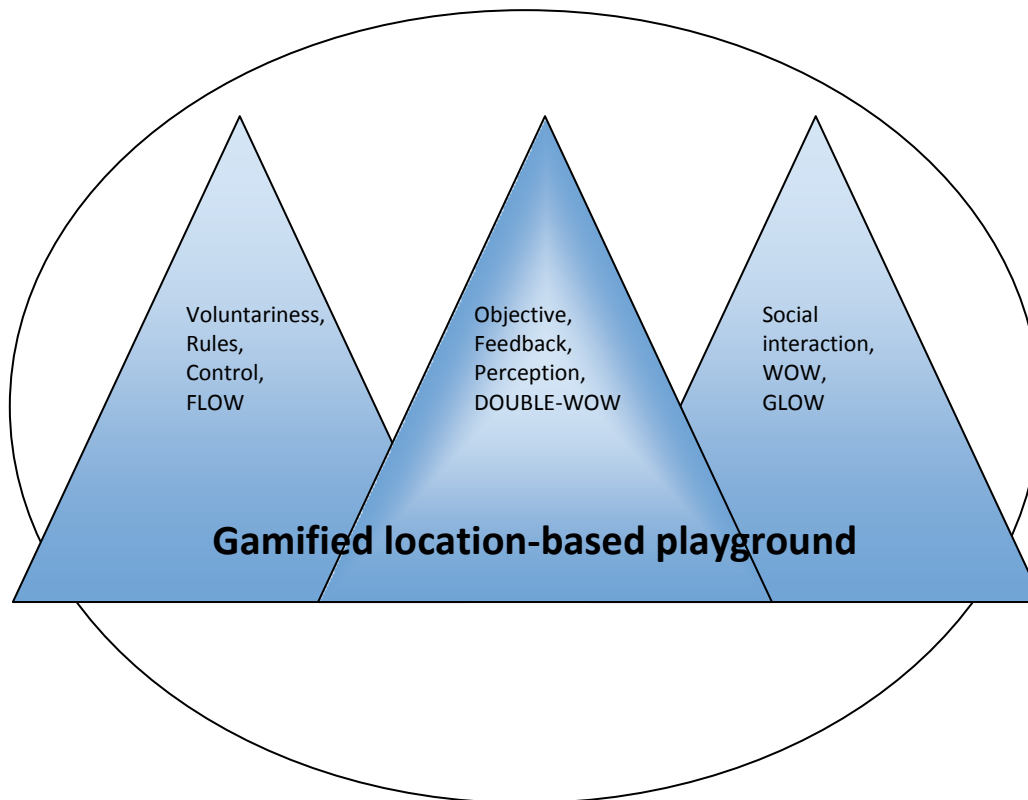 Voluntariness,
Rules,
Control,
FLOW
Objective,
Feedback,
Perception,
DOUBLE-WOW
Social
interaction,
WOW,
GLOW
Gamified location-based playground